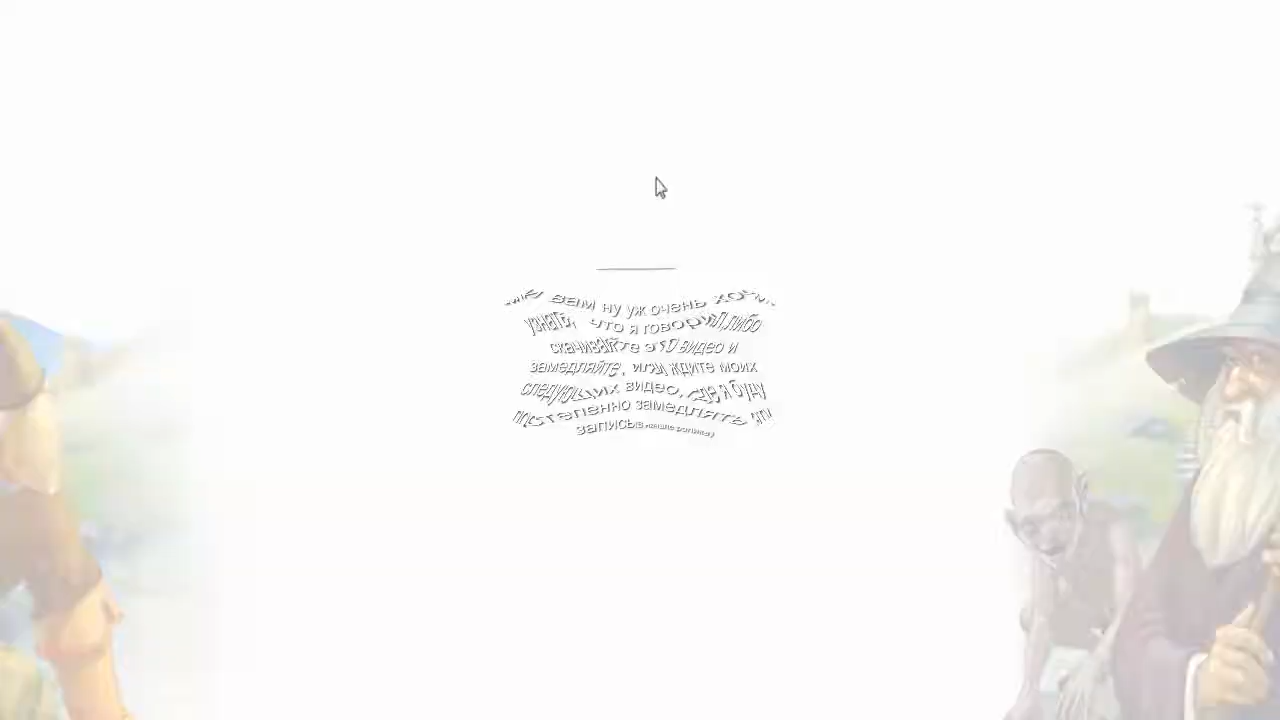 вам ну уж очень
узнать, что я говорил, либо
скачивайте это видео и
замедляйте, или ждите моих
следующих видео, где я буду
постепенно замедлять эту
запись